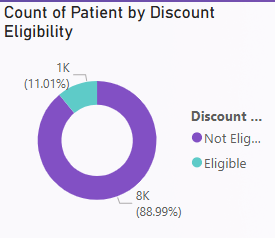 Count of Patient by Discount
Eligibility
1K
(11.01%)
Discount ...
Not Elig...
Eligible
8K
(88.99%)